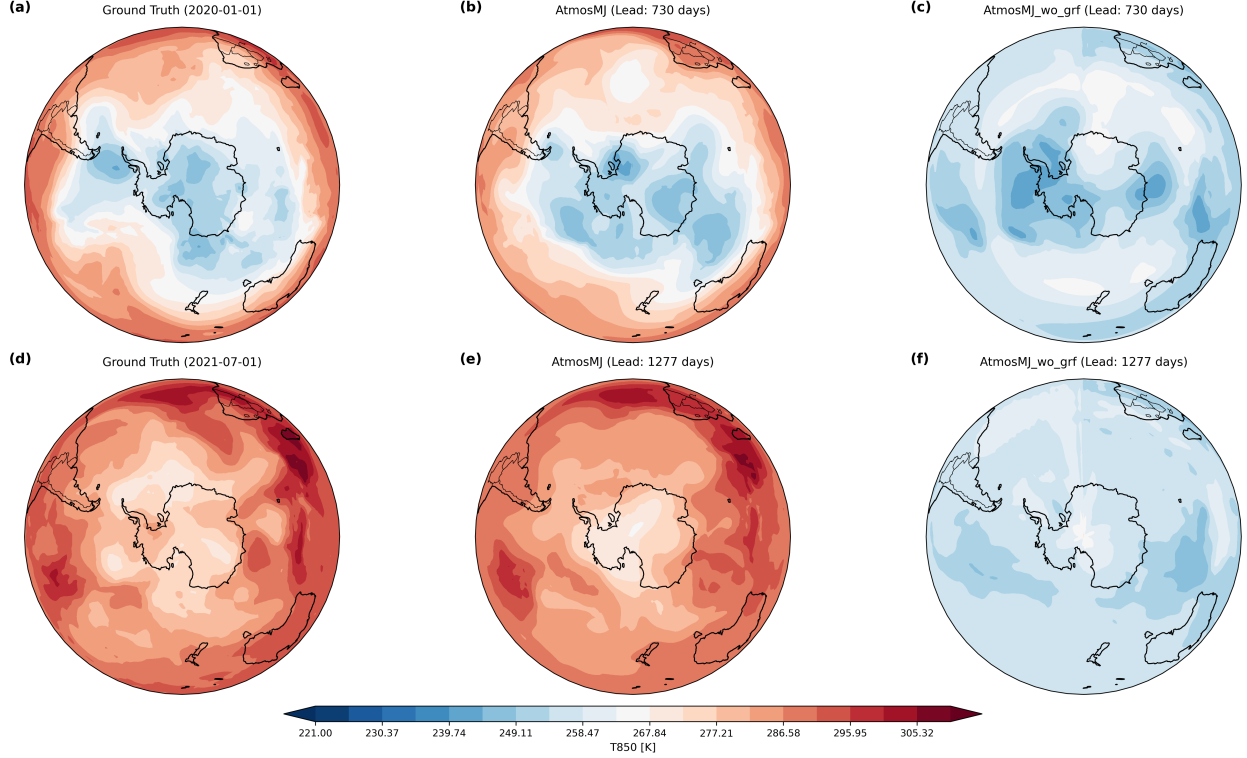 (a) Ground Truth (2020-01-01)
(b) AtmosMJ (Lead: 730 days)
(c) AtmosMJ_wo_grf (Lead: 730 days)
(d) Ground Truth (2021-07-01)
(e) AtmosMJ (Lead: 1277 days)
(f) AtmosMJ_wo_grf (Lead: 1277 days)
221.00 230.37 239.74 249.11 258.47 267.84 277.21 286.58 295.95 305.32
T850 [K]